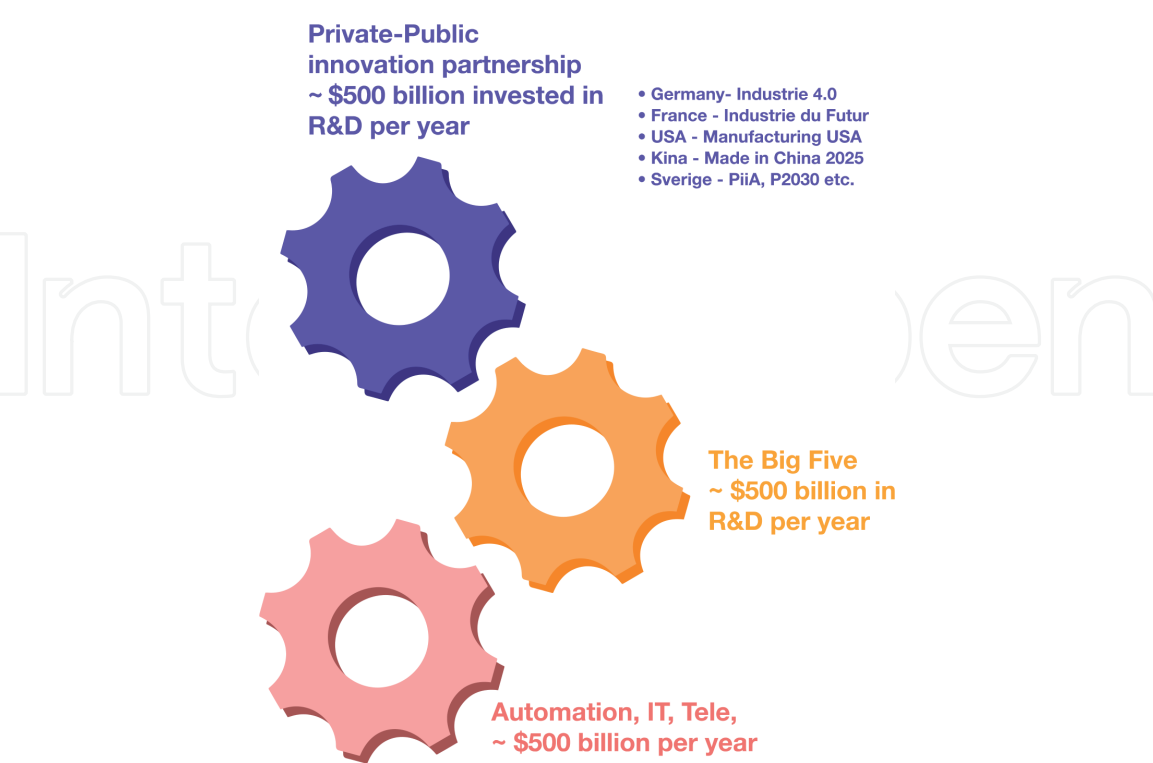 Private-Public
innovation partnership
~ $500 billion invested in
R&D per year
• Germany- Industrie 4.0
• France - Industrie du Futur
• USA - Manufacturing USA
• Kina - Made in China 2025
• Sverige - PiiA, P2030 etc.
The Big Five
~ $500 billion in
R&D per year
Automation, IT, Tele,
~ $500 billion per year